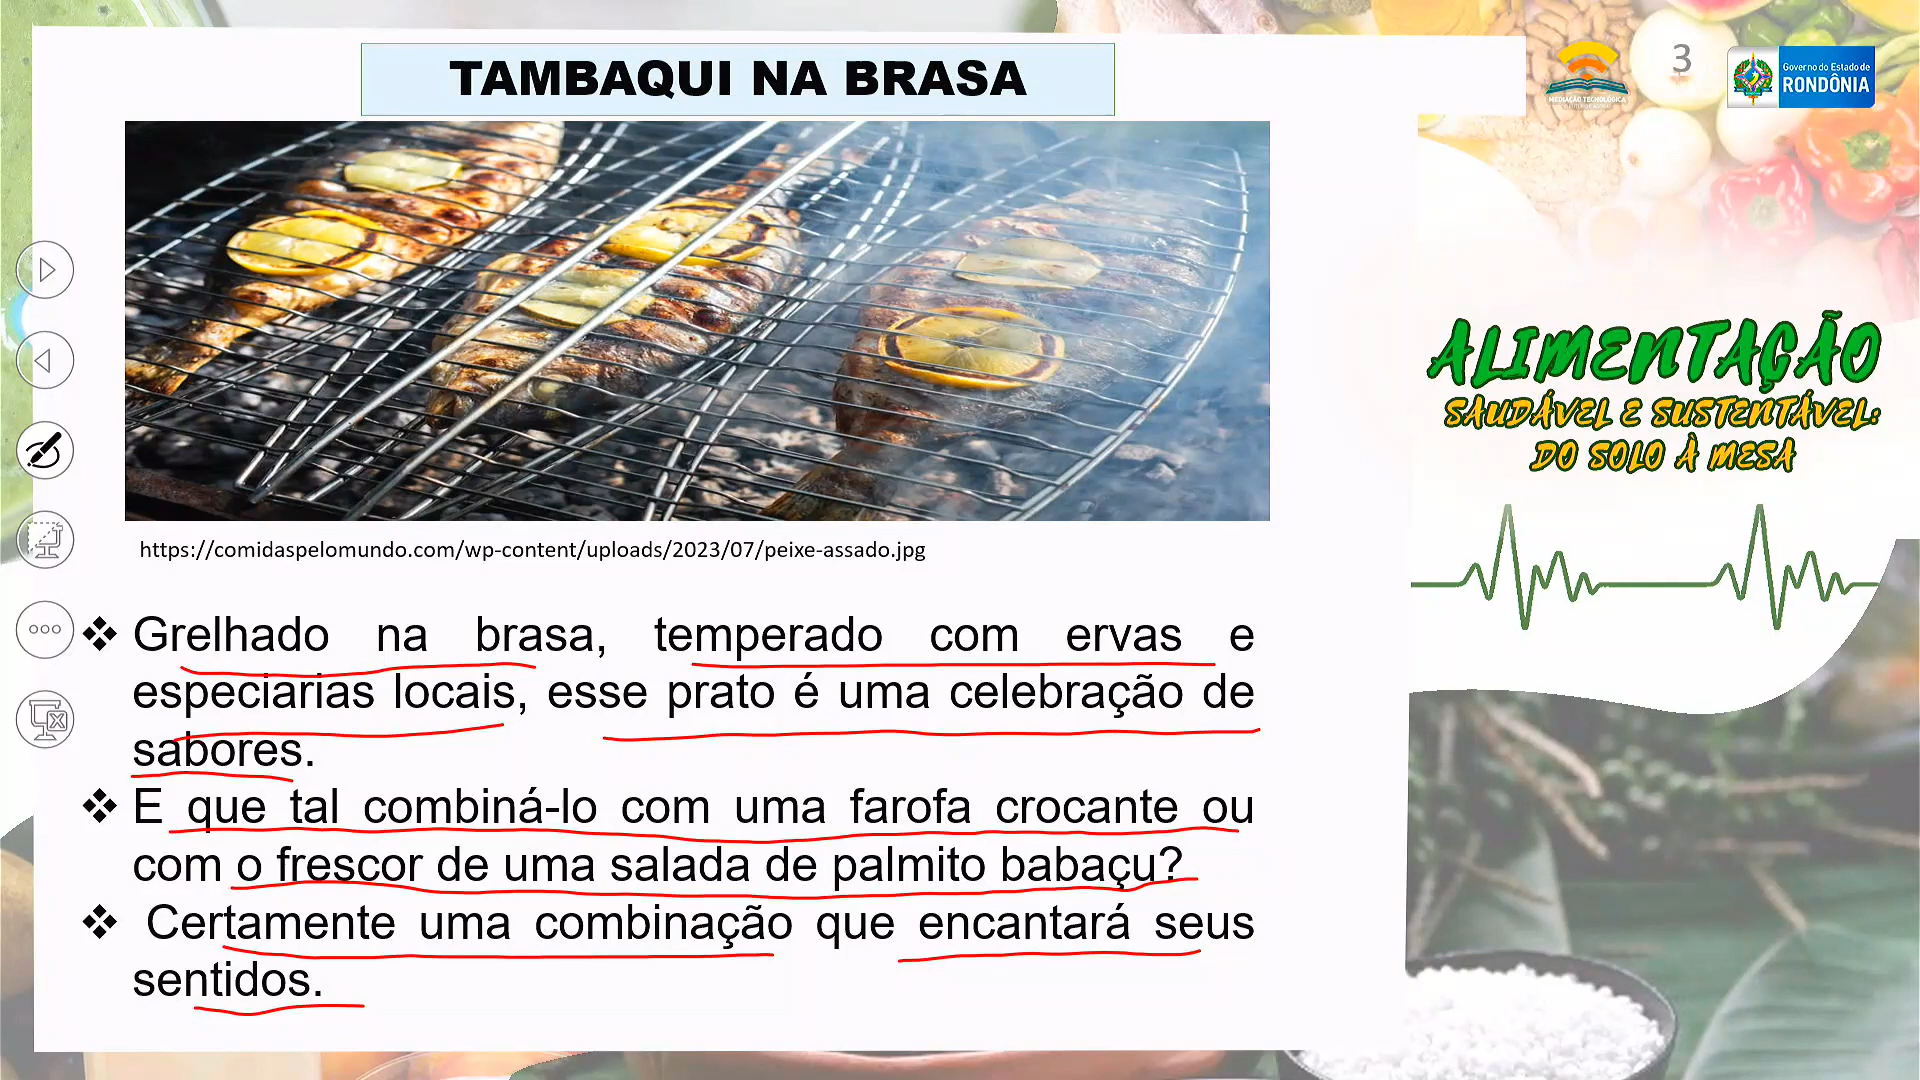 TAMBAQUI NA BRASA
MEDIAÇÃO TECNOLÓGICA
3
Governo do Estado de
RONDÔNIA
https://comidaspelomundo.com/wp-content/uploads/2023/07/peixe-assado.jpg
❖ Grelhado na brasa, temperado com ervas e
especiarias locais, esse prato é uma celebração de
sabores.
❖ E que tal combiná-lo com uma farofa crocante ou
com o frescor de uma salada de palmito babaçu?
❖ Certamente uma combinação que encantará seus
sentidos.
ALIMENTAÇÃO
SAUDÁVEL E SUSTENTÁVEL:
DO SOLO À MESA